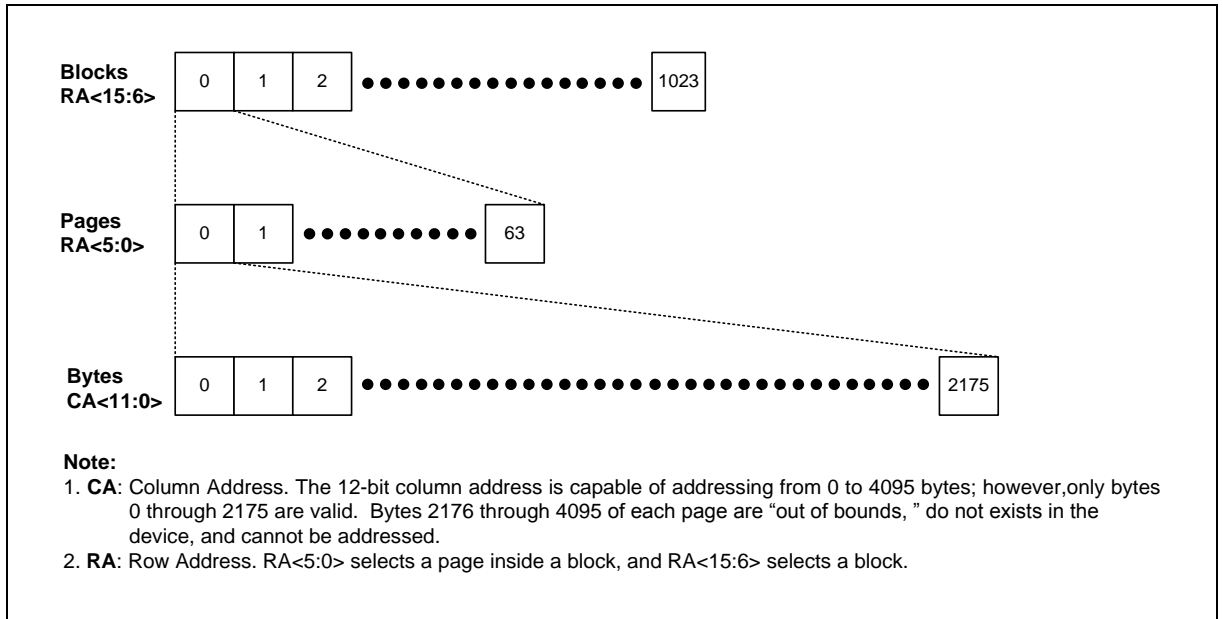 Blocks
RA<15:6>
0 1 2 1023
Pages
RA<5:0>
0 1 63
Bytes
CA<11:0>
0 1 2 2175
Note:
1. CA: Column Address. The 12-bit column address is capable of addressing from 0 to 4095 bytes; however,only bytes
0 through 2175 are valid. Bytes 2176 through 4095 of each page are “out of bounds, ” do not exists in the
device, and cannot be addressed.
2. RA: Row Address. RA<5:0> selects a page inside a block, and RA<15:6> selects a block.